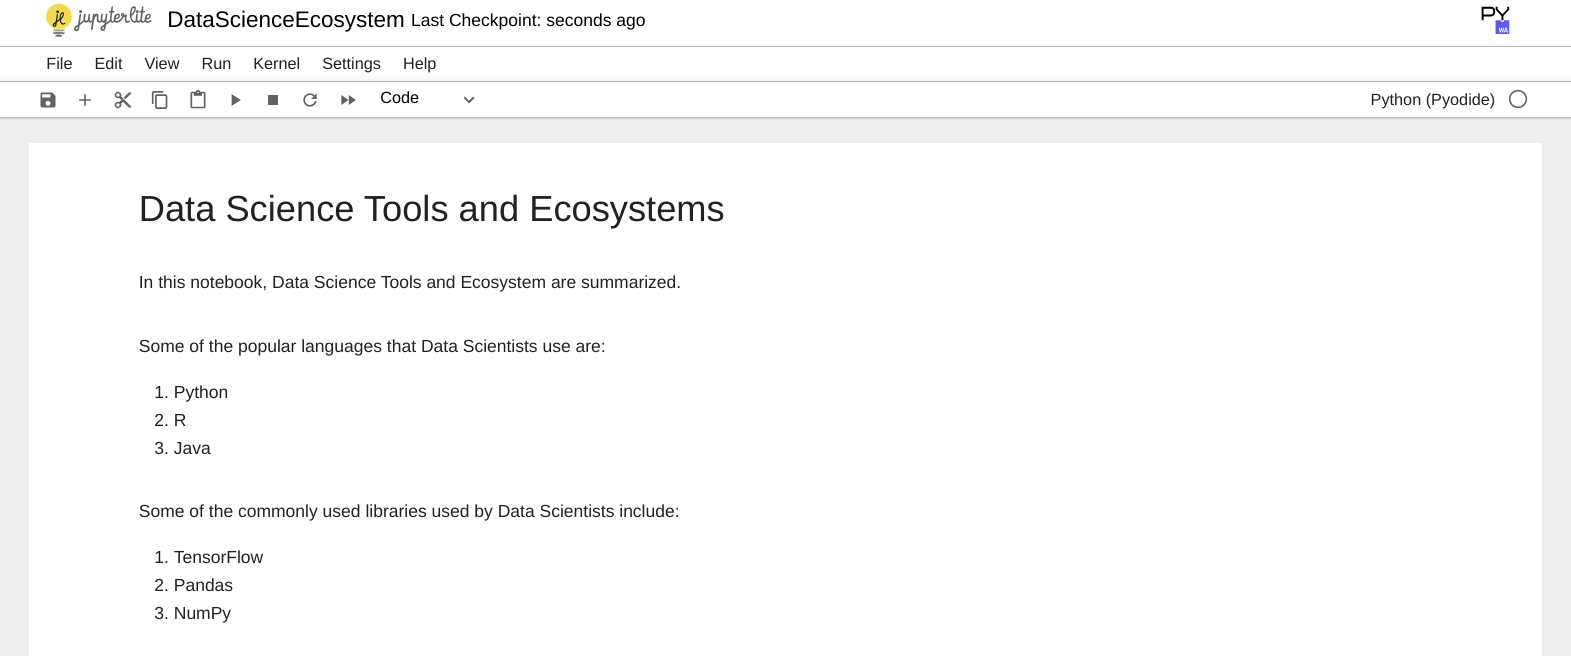 jupyterlite DataScienceEcosystem Last Checkpoint: seconds ago PY WA
File Edit View Run Kernel Settings Help
Code Python (Pyodide)
Data Science Tools and Ecosystems
In this notebook, Data Science Tools and Ecosystem are summarized.
Some of the popular languages that Data Scientists use are:
1. Python
2. R
3. Java
Some of the commonly used libraries used by Data Scientists include:
1. TensorFlow
2. Pandas
3. NumPy